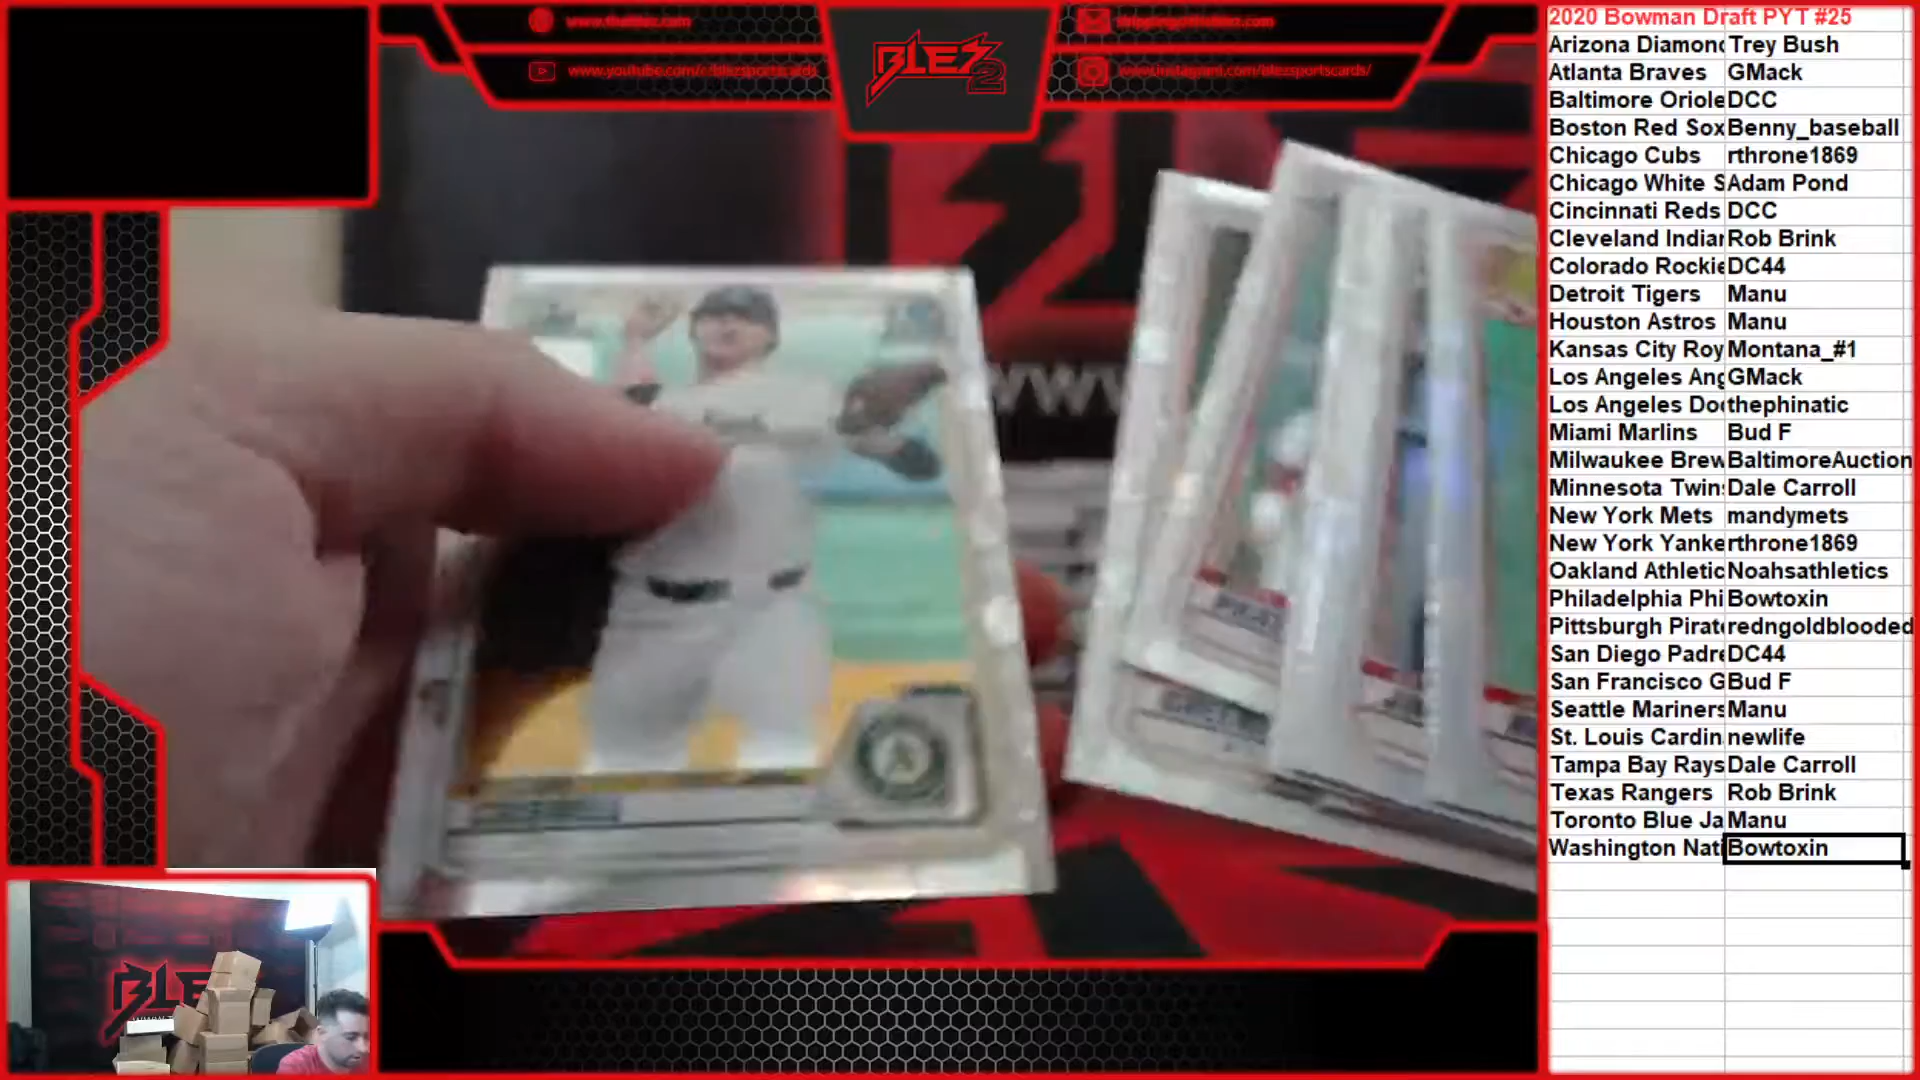 www.theblez.com
BLEZ
2
www.youtube.com/c/blezsportscards
www.instagram.com/blezsportscards/
2020 Bowman Draft PYT #25
Arizona Diamond Trey Bush
Atlanta Braves GMack
Baltimore Oriole DCC
Boston Red Sox Benny_baseball
Chicago Cubs rthrone1869
Chicago White S Adam Pond
Cincinnati Reds DCC
Cleveland Indian Rob Brink
Colorado Rockie DC44
Detroit Tigers Manu
Houston Astros Manu
Kansas City Roy Montana_#1
Los Angeles Ang GMack
Los Angeles Dod thephinatic
Miami Marlins Bud F
Milwaukee Brew BaltimoreAuction
Minnesota Twins Dale Carroll
New York Mets mandymets
New York Yanke rthrone1869
Oakland Athletic Noahsathletics
Philadelphia Phi Bowtoxin
Pittsburgh Pirate redngoldblooded
San Diego Padre DC44
San Francisco G Bud F
Seattle Mariners Manu
St. Louis Cardin newlife
Tampa Bay Rays Dale Carroll
Texas Rangers Rob Brink
Toronto Blue Ja Manu
Washington Nati Bowtoxin
WWW
BLE